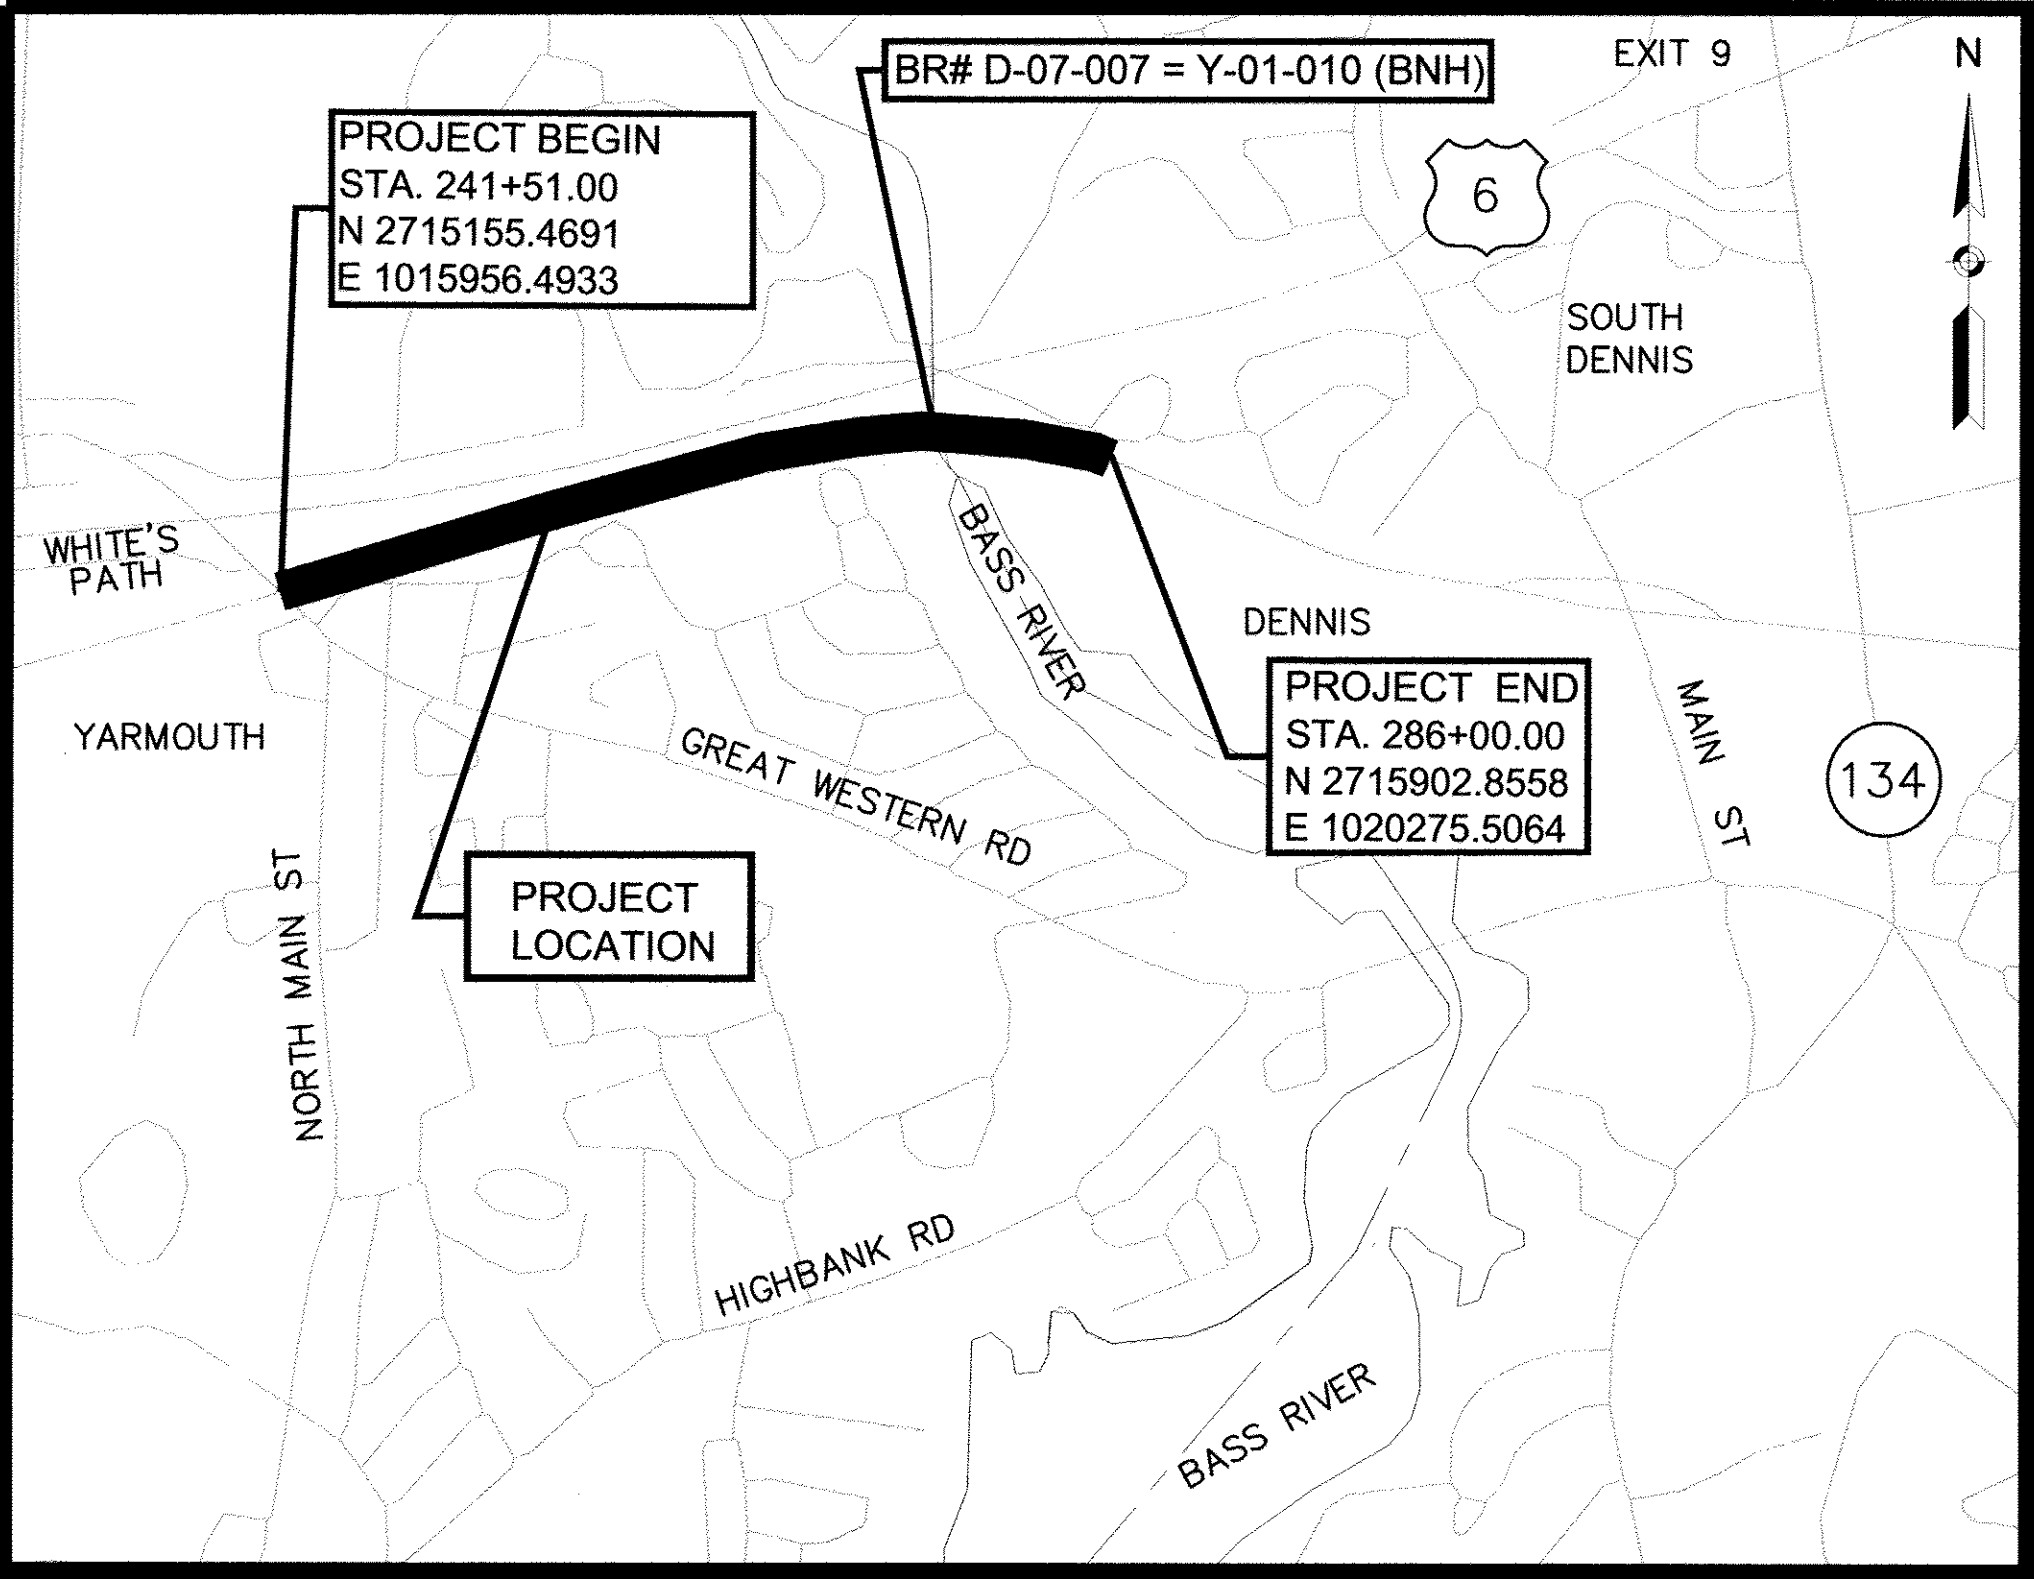 BR# D-07-007 = Y-01-010 (BNH)
EXIT 9
N
PROJECT BEGIN
STA. 241+51.00
N 2715155.4691
E 1015956.4933
6
SOUTH
DENNIS
WHITE'S
PATH
BASS RIVER
DENNIS
YARMOUTH
PROJECT END
STA. 286+00.00
N 2715902.8558
E 1020275.5064
MAIN ST
134
GREAT WESTERN RD
PROJECT
LOCATION
NORTH MAIN ST
HIGHBANK RD
BASS RIVER